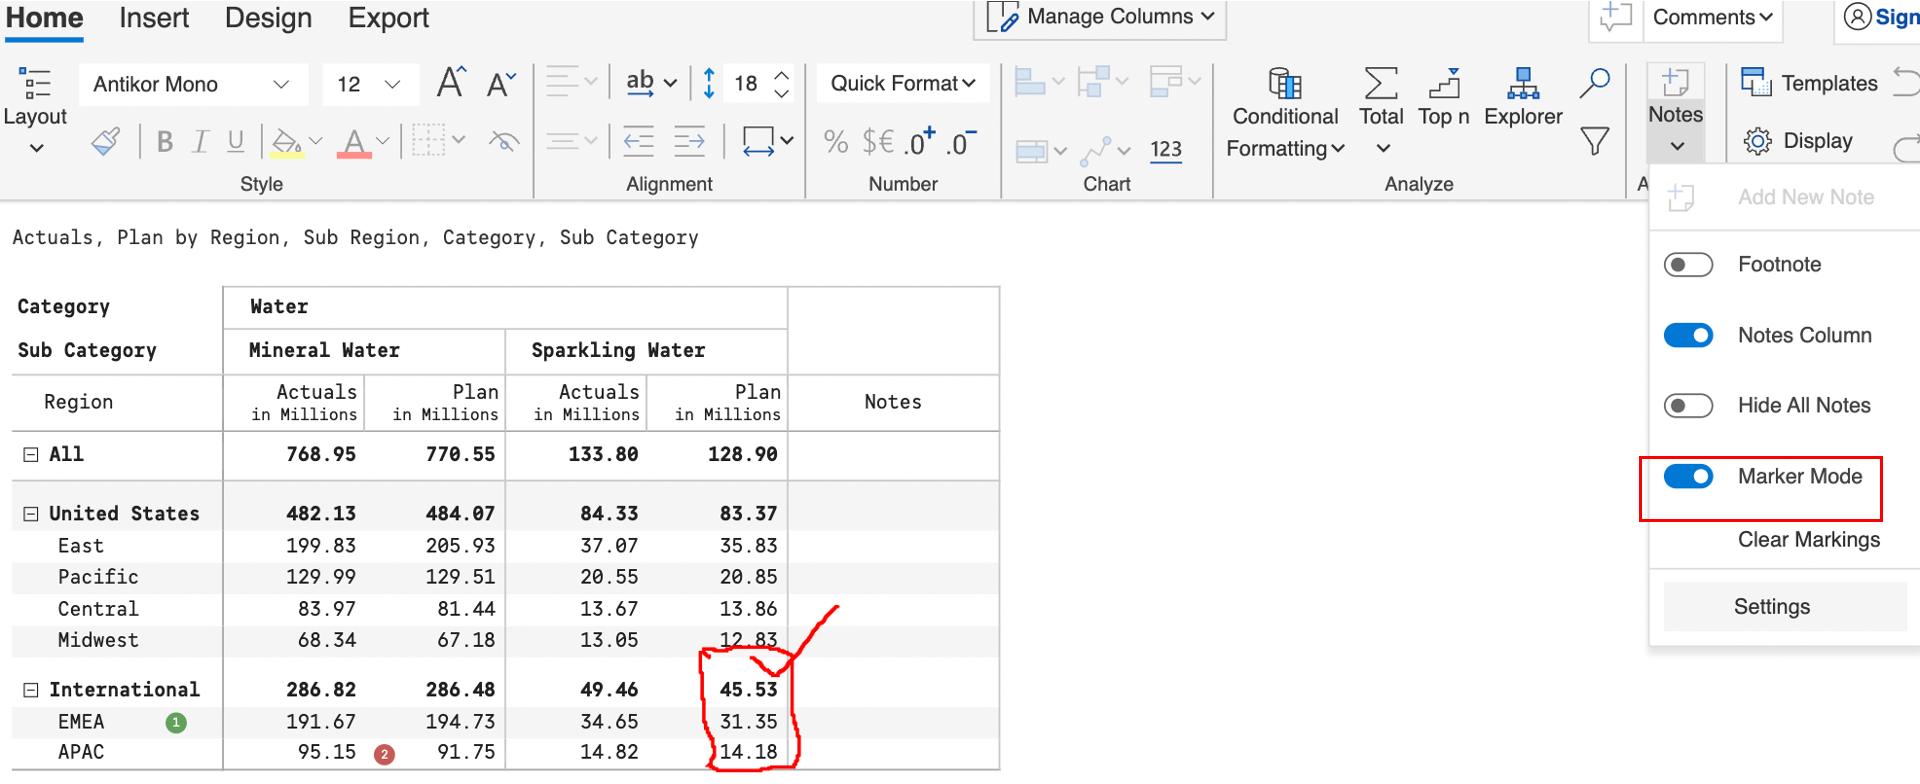 Home Insert Design Export Manage Columns Comments Sign
Antikor Mono 12 ab 18 Quick Format Templates
Layout Conditional Formatting Total Top n Explorer Notes
B I U A % $€ .0+ .0- 123 Display
Style Alignment Number Chart Analyze A
Add New Note
Footnote
Notes Column
Hide All Notes
Marker Mode
Clear Markings
Settings
Actuals, Plan by Region, Sub Region, Category, Sub Category
Category Water
Sub Category Mineral Water Sparkling Water
Region Actuals in Millions Plan in Millions Actuals in Millions Plan in Millions Notes
All 768.95 770.55 133.80 128.90
United States 482.13 484.07 84.33 83.37
East 199.83 205.93 37.07 35.83
Pacific 129.99 129.51 20.55 20.85
Central 83.97 81.44 13.67 13.86
Midwest 68.34 67.18 13.05 12.83
International 286.82 286.48 49.46 45.53
EMEA 1 191.67 194.73 34.65 31.35
APAC 95.15 2 91.75 14.82 14.18